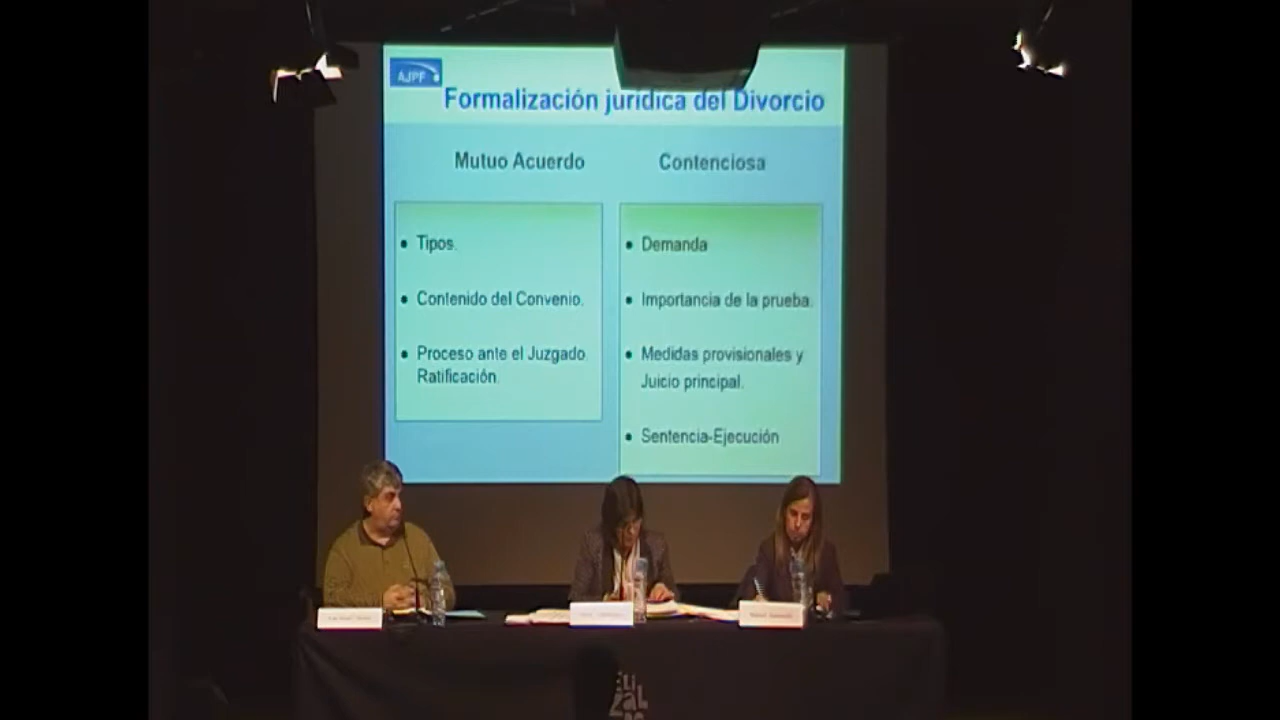 AJPF
Formalización jurídica del Divorcio
Mutuo Acuerdo
Contenciosa
• Tipos.
• Contenido del Convenio.
• Proceso ante el Juzgado
Ratificación.
• Demanda
• Importancia de la prueba.
• Medidas provisionales y
Juicio principal.
• Sentencia-Ejecución